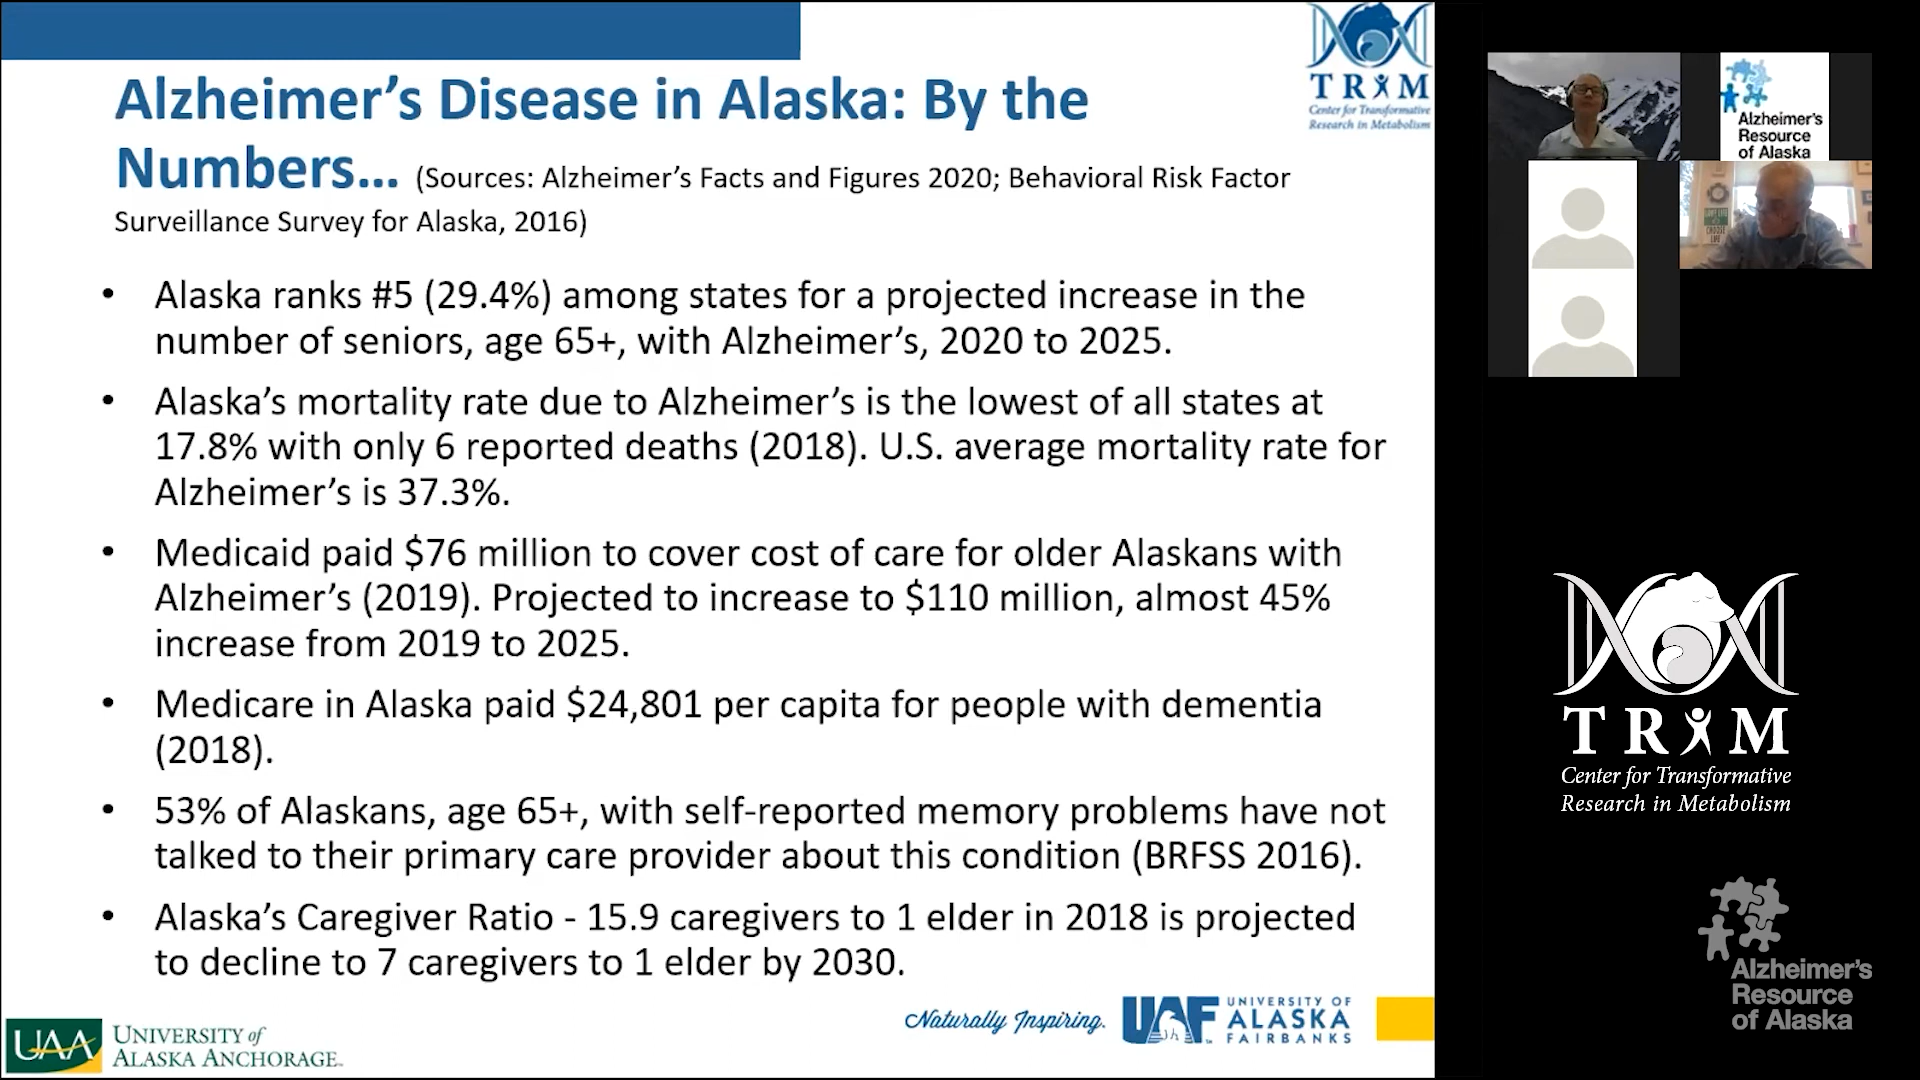 Alzheimer's Disease in Alaska: By the
Numbers... (Sources: Alzheimer's Facts and Figures 2020; Behavioral Risk Factor
Surveillance Survey for Alaska, 2016)
TRIM
Center for Transformative
Research in Metabolism
• Alaska ranks #5 (29.4%) among states for a projected increase in the
number of seniors, age 65+, with Alzheimer's, 2020 to 2025.
• Alaska's mortality rate due to Alzheimer's is the lowest of all states at
17.8% with only 6 reported deaths (2018). U.S. average mortality rate for
Alzheimer's is 37.3%.
• Medicaid paid $76 million to cover cost of care for older Alaskans with
Alzheimer's (2019). Projected to increase to $110 million, almost 45%
increase from 2019 to 2025.
• Medicare in Alaska paid $24,801 per capita for people with dementia
(2018).
• 53% of Alaskans, age 65+, with self-reported memory problems have not
talked to their primary care provider about this condition (BRFSS 2016).
• Alaska's Caregiver Ratio - 15.9 caregivers to 1 elder in 2018 is projected
to decline to 7 caregivers to 1 elder by 2030.
UAA UNIVERSITY of
ALASKA ANCHORAGE
Naturally Inspiring.
UAF UNIVERSITY OF
ALASKA
FAIRBANKS
Alzheimer's
Resource
of Alaska
CHOOSE
TRIM
Center for Transformative
Research in Metabolism
Alzheimer's
Resource
of Alaska